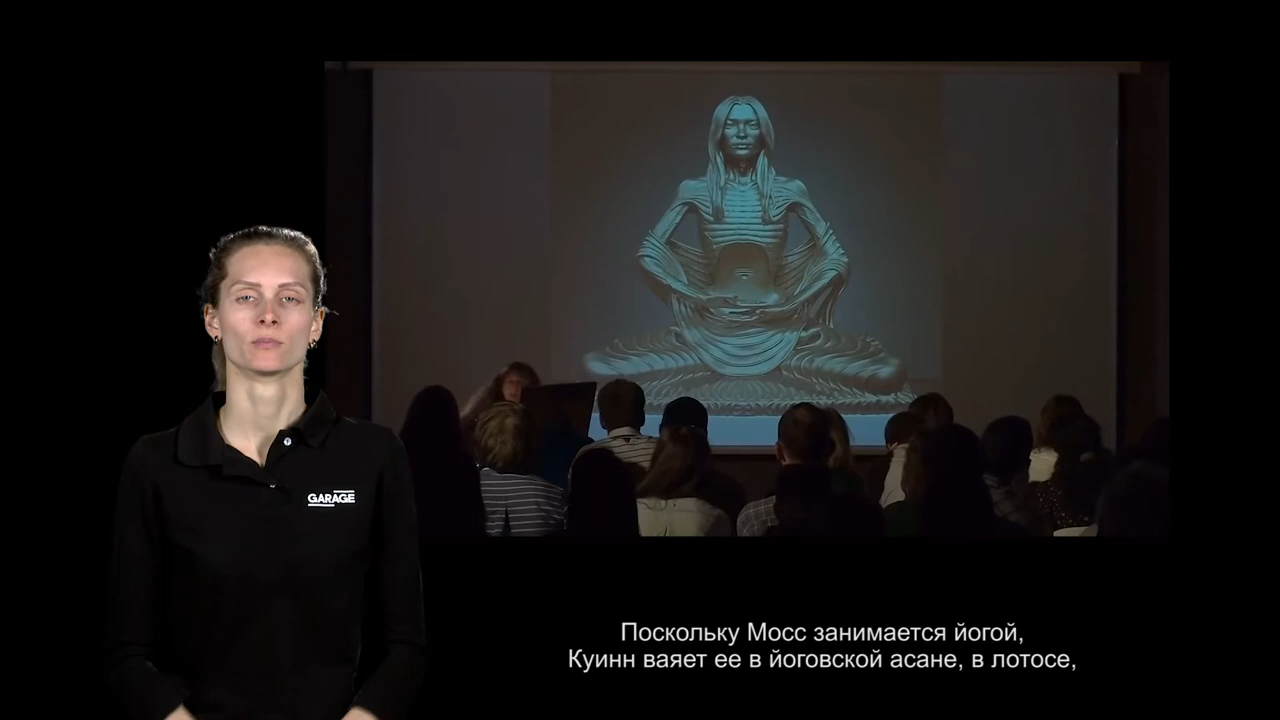 GARAGE
Поскольку Мосс занимается йогой,
Куинн ваяет ее в йоговской асане, в лотосе,